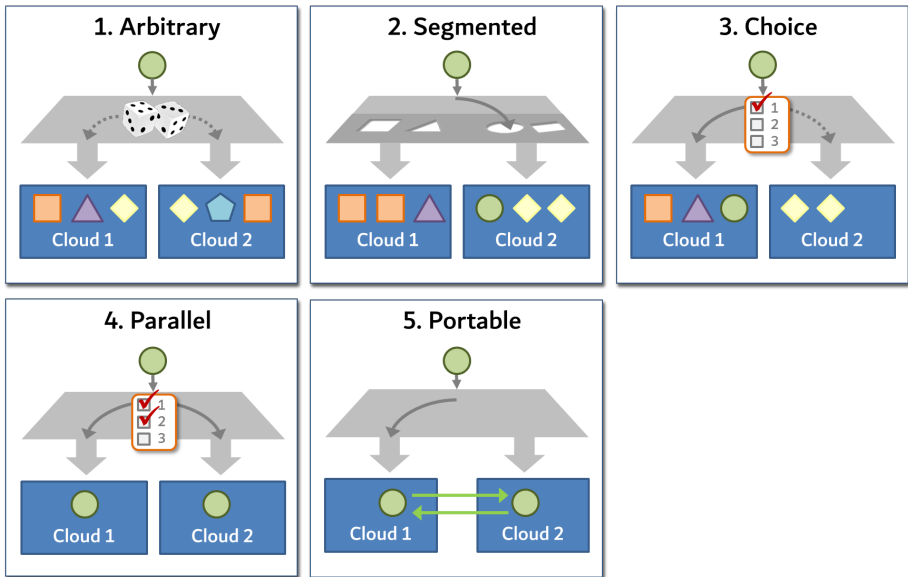 1. Arbitrary
Cloud 1
Cloud 2
2. Segmented
Cloud 1
Cloud 2
3. Choice
1
2
3
Cloud 1
Cloud 2
4. Parallel
1
2
3
Cloud 1
Cloud 2
5. Portable
Cloud 1
Cloud 2